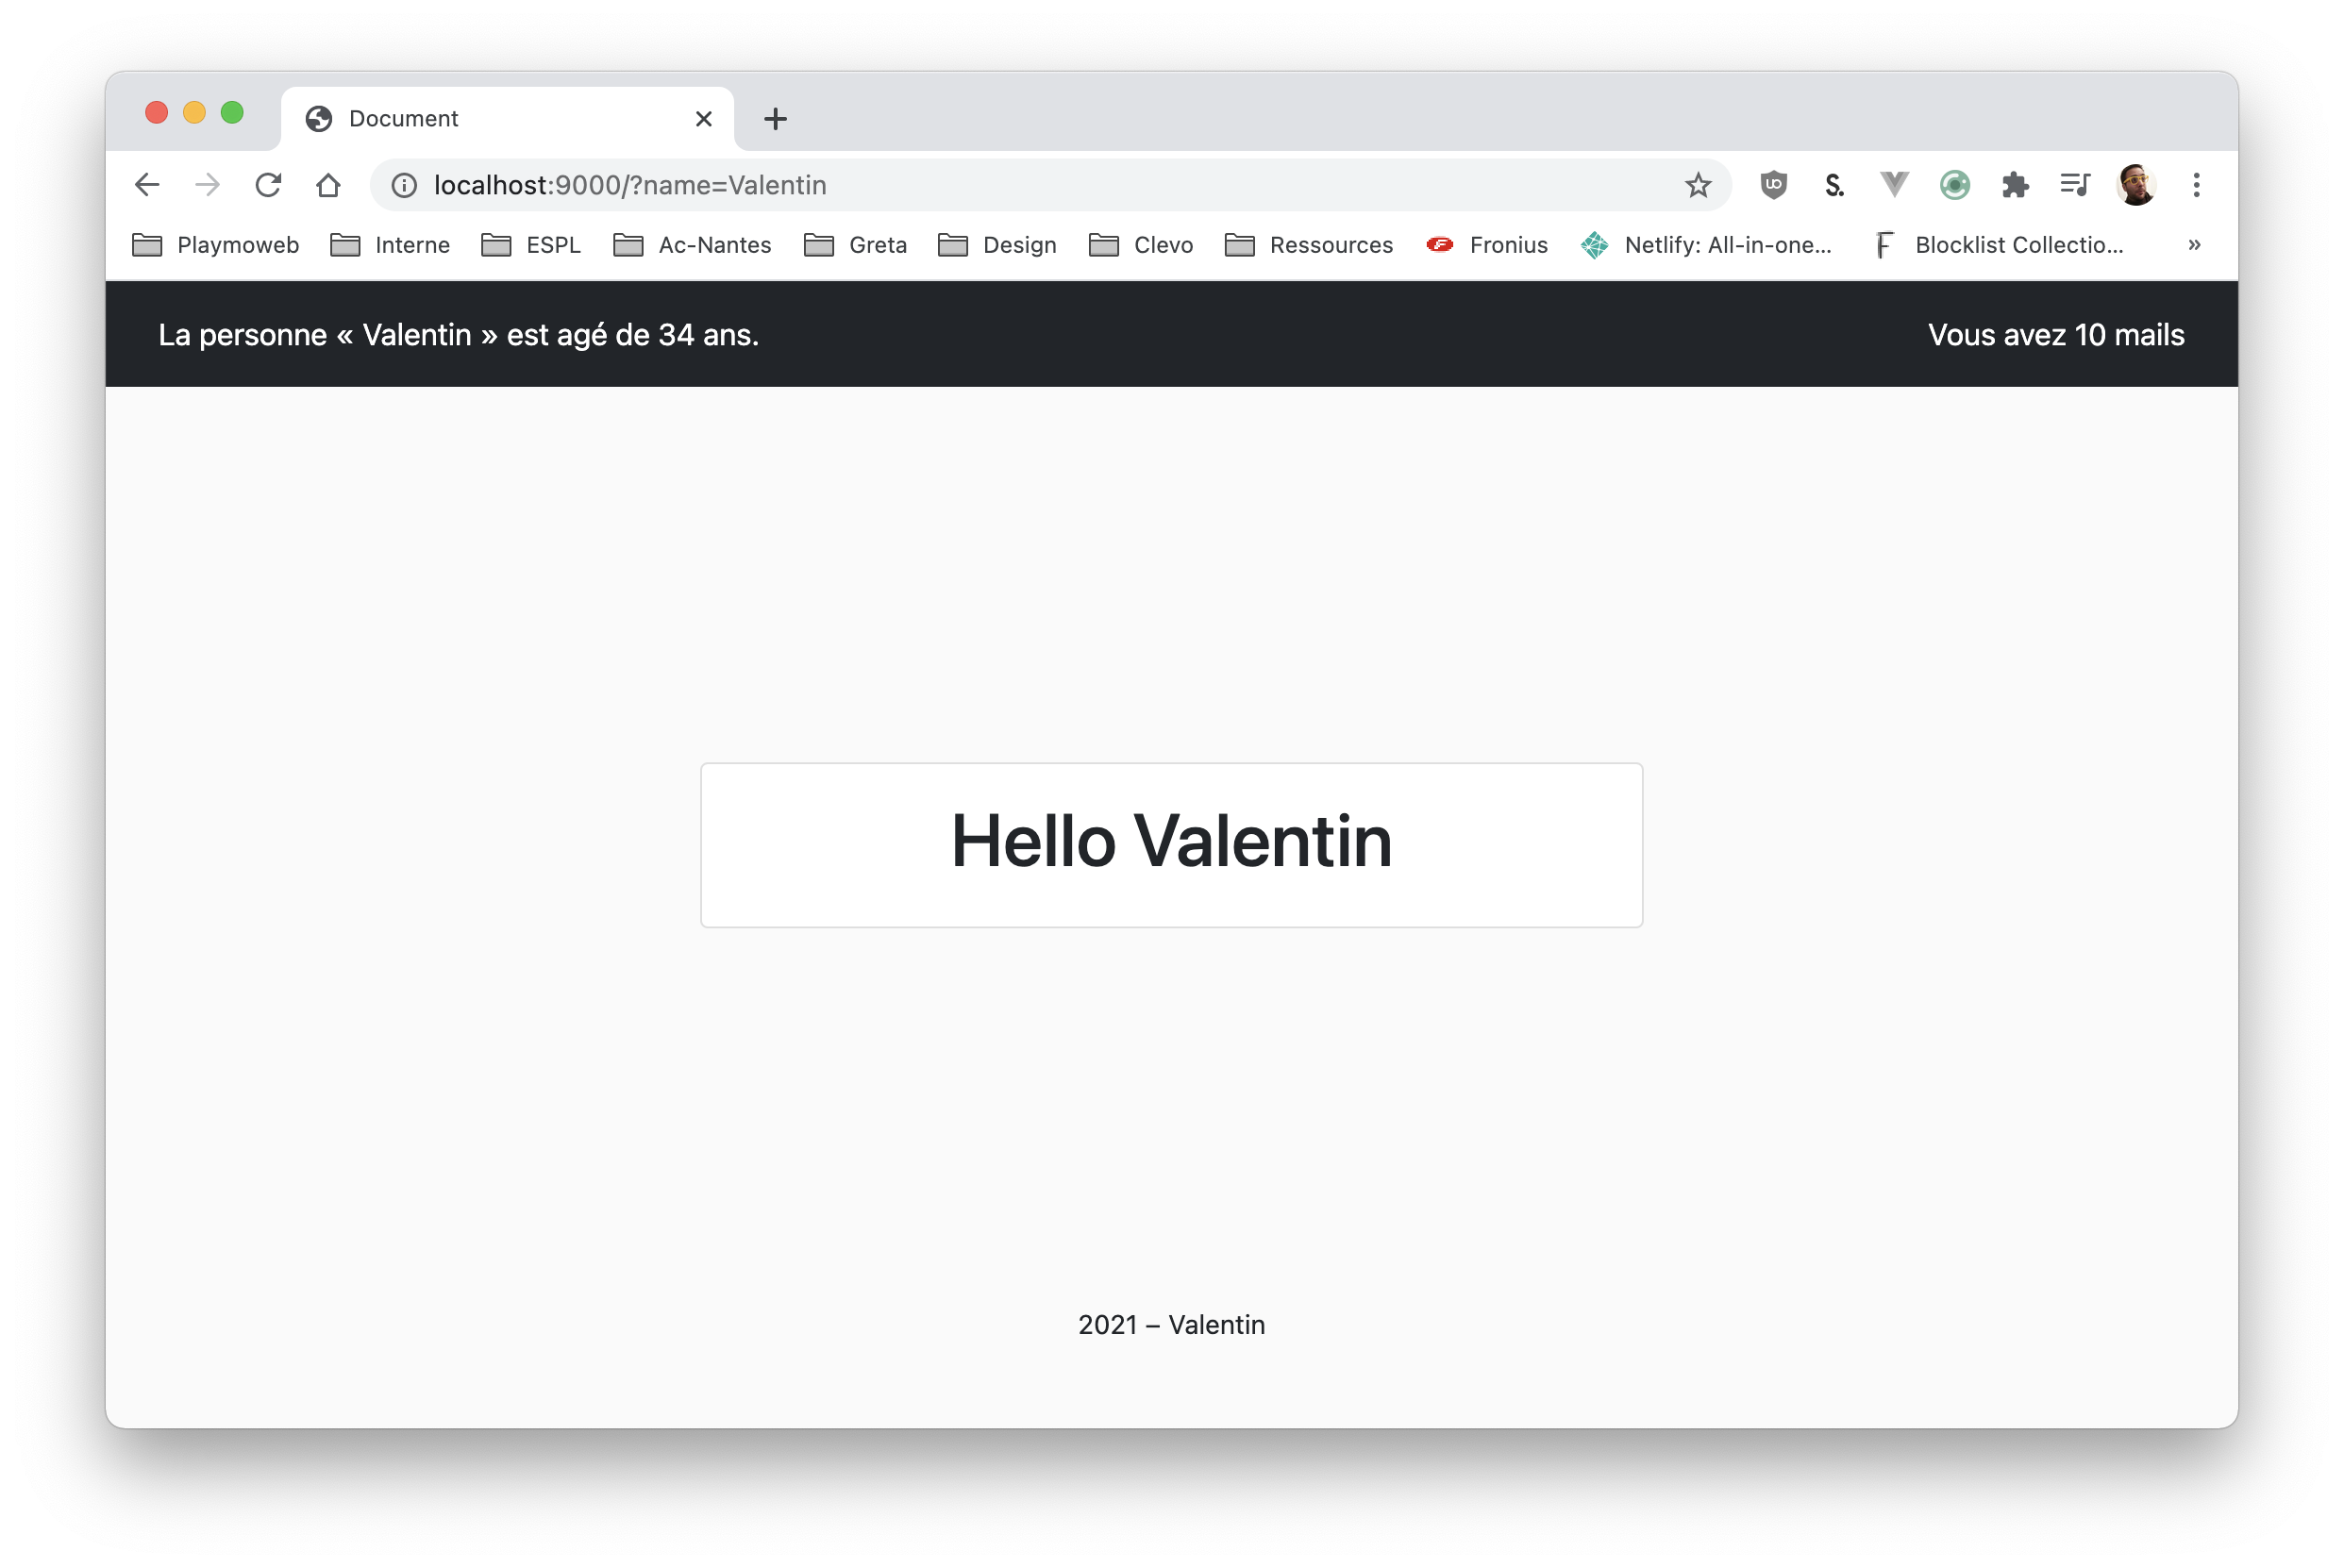 Document
localhost:9000/?name=Valentin
Playmoweb Interne ESPL Ac-Nantes Greta Design Clevo Ressources Fronius Netlify: All-in-one... Blocklist Collectio... »
La personne « Valentin » est agé de 34 ans. Vous avez 10 mails
Hello Valentin
2021 – Valentin